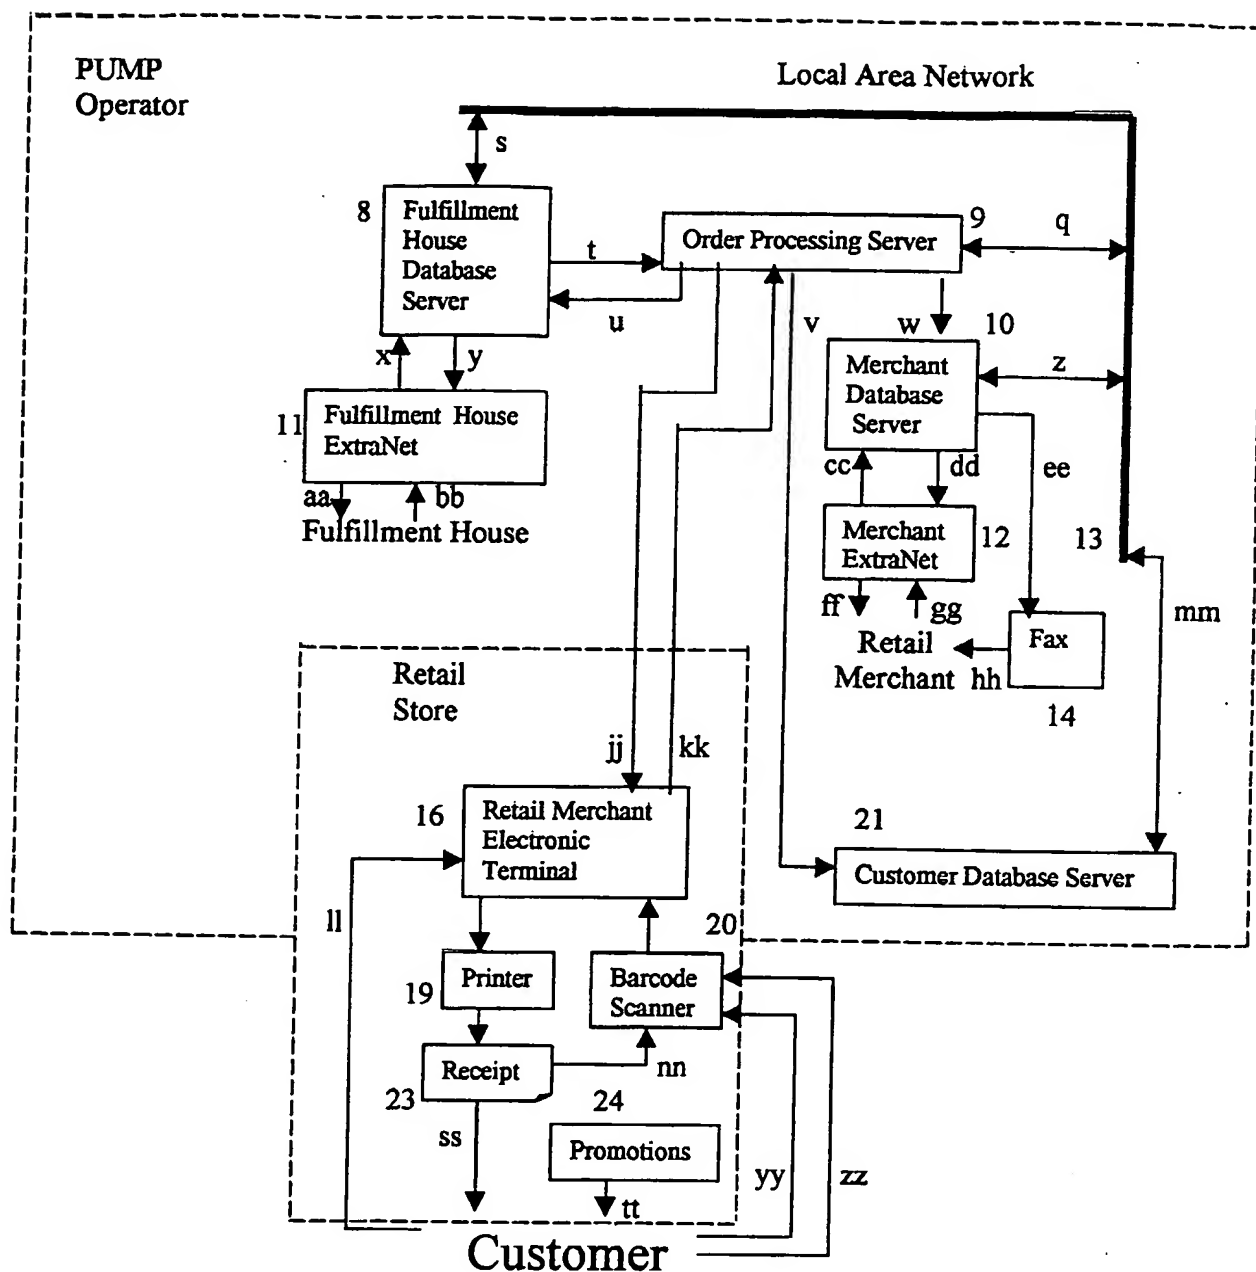 PUMP
Operator
Local Area Network
s
8
Fulfillment
House
Database
Server
t
u
9
Order Processing Server
q
v
w
10
x
y
Merchant
Database
Server
z
11
Fulfillment House
ExtraNet
cc
dd
ee
aa
bb
Fulfillment House
Merchant
ExtraNet
12
13
ff
gg
Retail
Merchant
hh
Fax
14
mm
Retail
Store
jj
kk
16
Retail Merchant
Electronic
Terminal
21
Customer Database Server
ll
20
19
Printer
Barcode
Scanner
Receipt
nn
23
24
ss
Promotions
tt
yy
zz
Customer